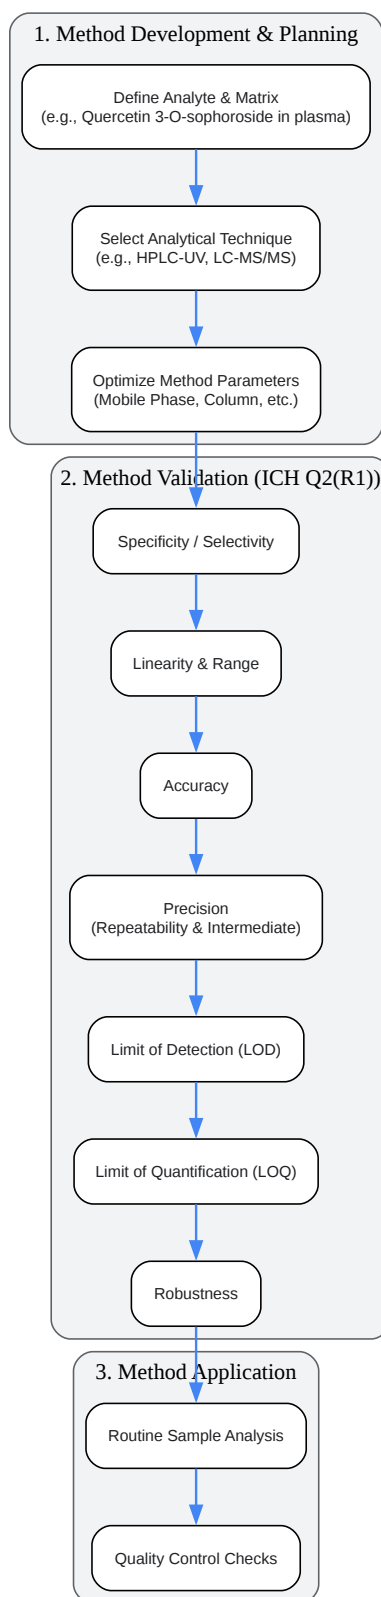 1. Method Development & Planning
Define Analyte & Matrix
(e.g., Quercetin 3-O-sophoroside in plasma)
Select Analytical Technique
(e.g., HPLC-UV, LC-MS/MS)
Optimize Method Parameters
(Mobile Phase, Column, etc.)
2. Method Validation (ICH Q2(R1))
Specificity / Selectivity
Linearity & Range
Accuracy
Precision
(Repeatability & Intermediate)
Limit of Detection (LOD)
Limit of Quantification (LOQ)
Robustness
3. Method Application
Routine Sample Analysis
Quality Control Checks